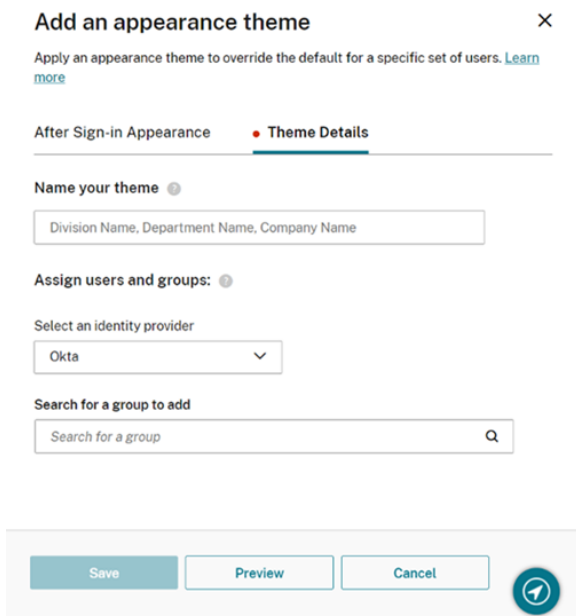 Add an appearance theme
Apply an appearance theme to override the default for a specific set of users. Learn
more
After Sign-in Appearance
Theme Details
Name your theme ?
Division Name, Department Name, Company Name
Assign users and groups: ?
Select an identity provider
Okta
Search for a group to add
Search for a group
Save
Preview
Cancel